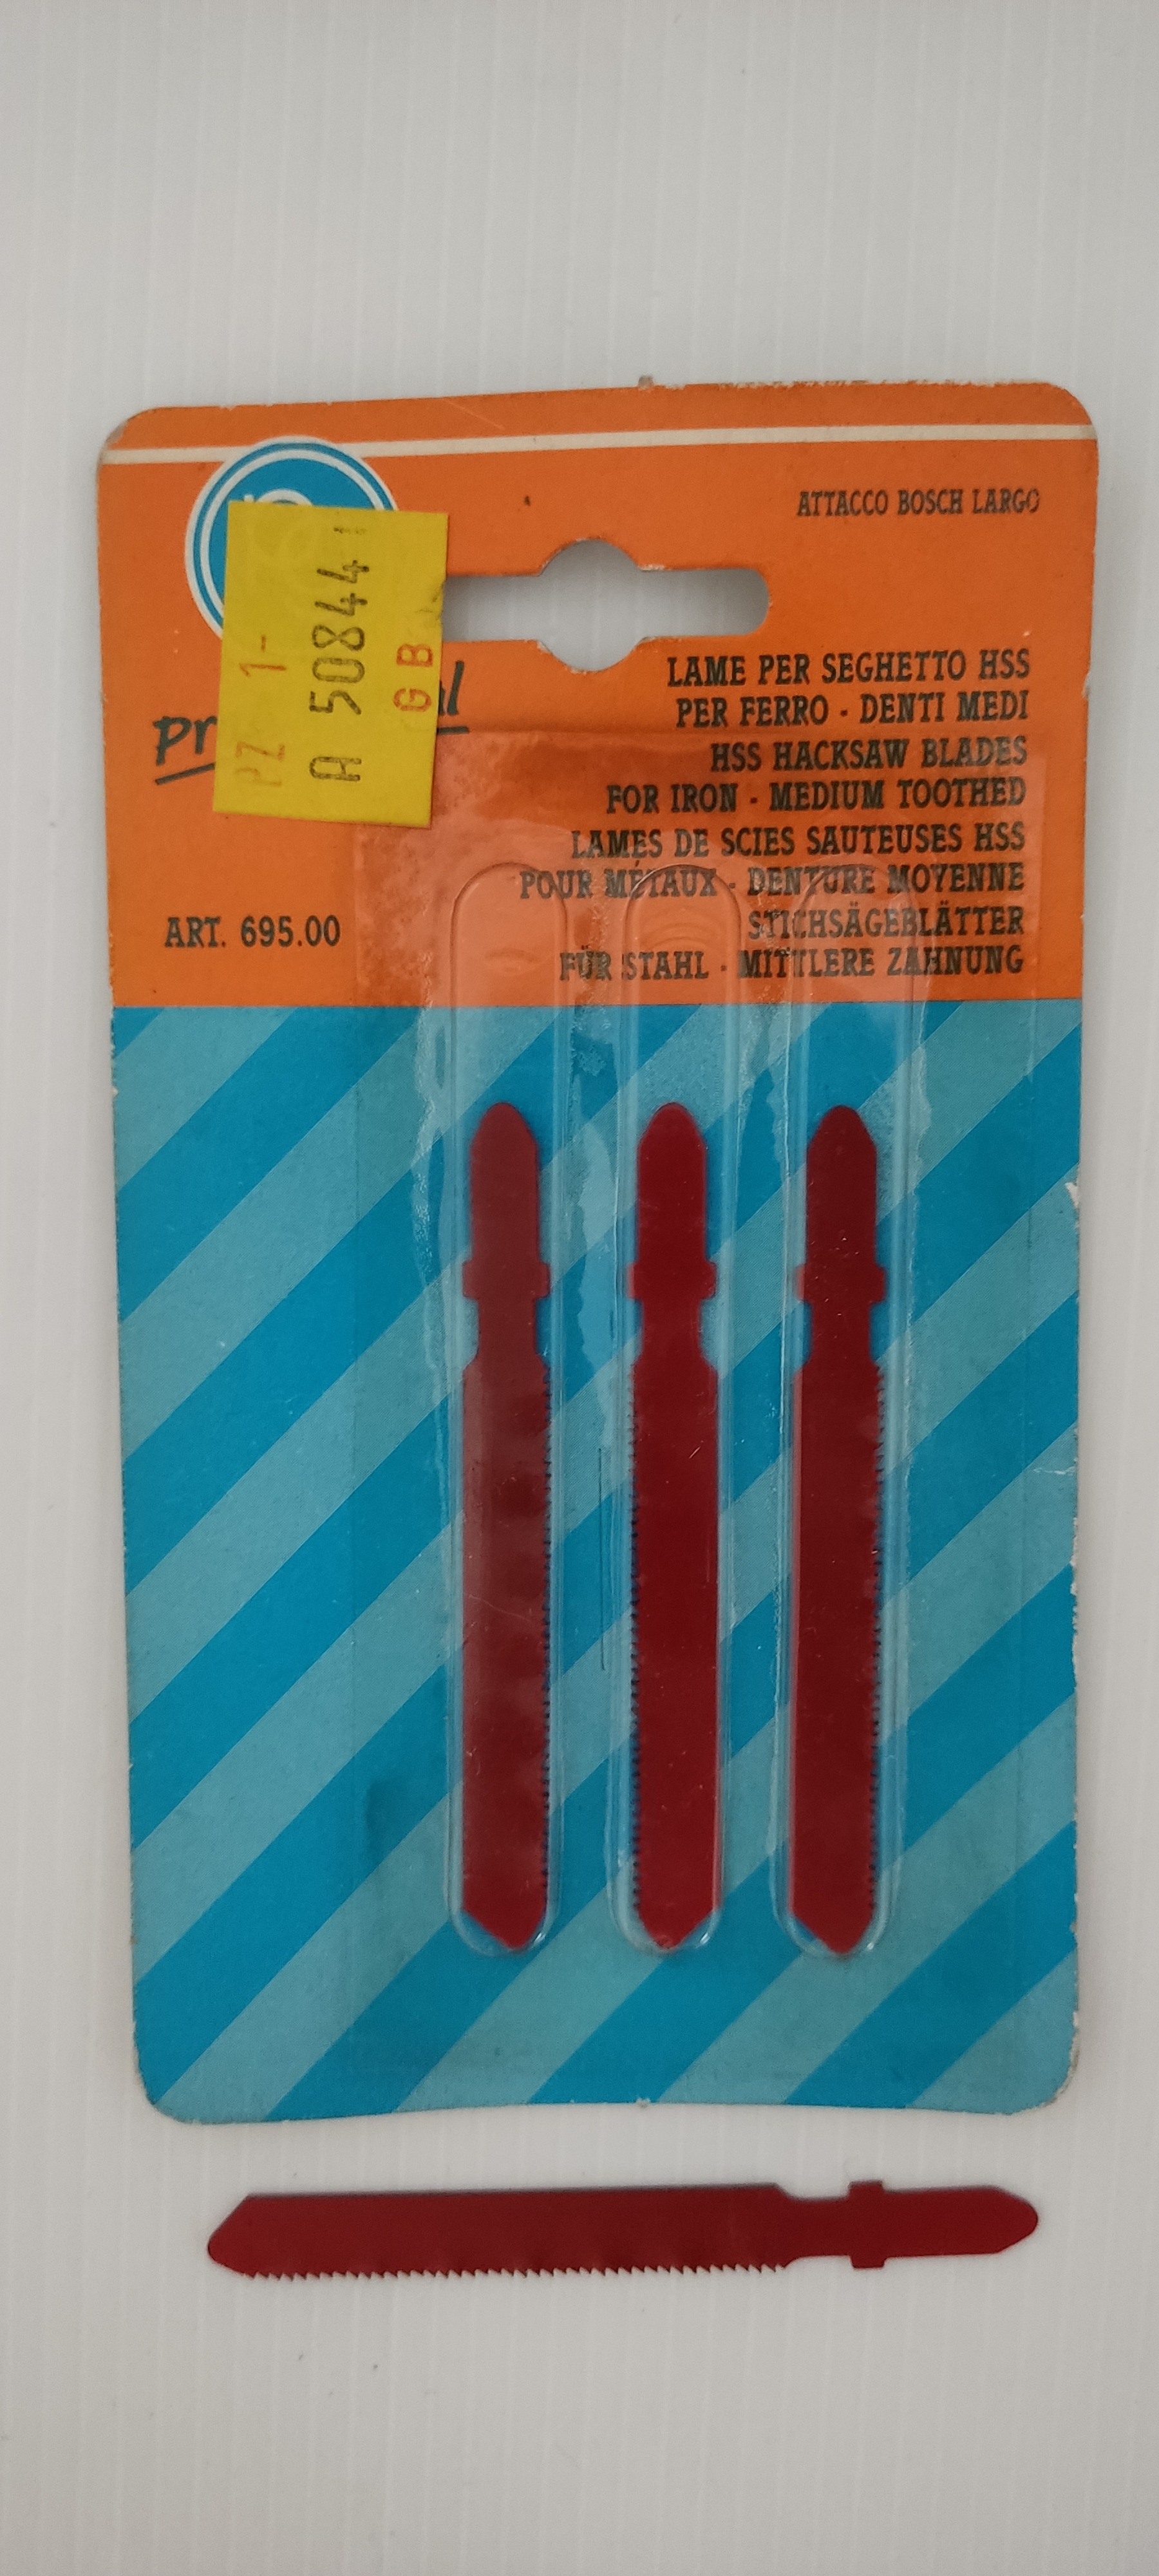 ATTACCO BOSCH LARGO
PZ 1-
A 50844
GB
LAME PER SEGHETTO HSS
PER FERRO - DENTI MEDI
HSS HACKSAW BLADES
FOR IRON - MEDIUM TOOTHED
LAMES DE SCIES SAUTEUSES HSS
POUR MÉTAUX - DENTURE MOYENNE
STICHSÄGEBLÄTTER
FÜR STAHL - MITTLERE ZAHNUNG
ART. 695.00